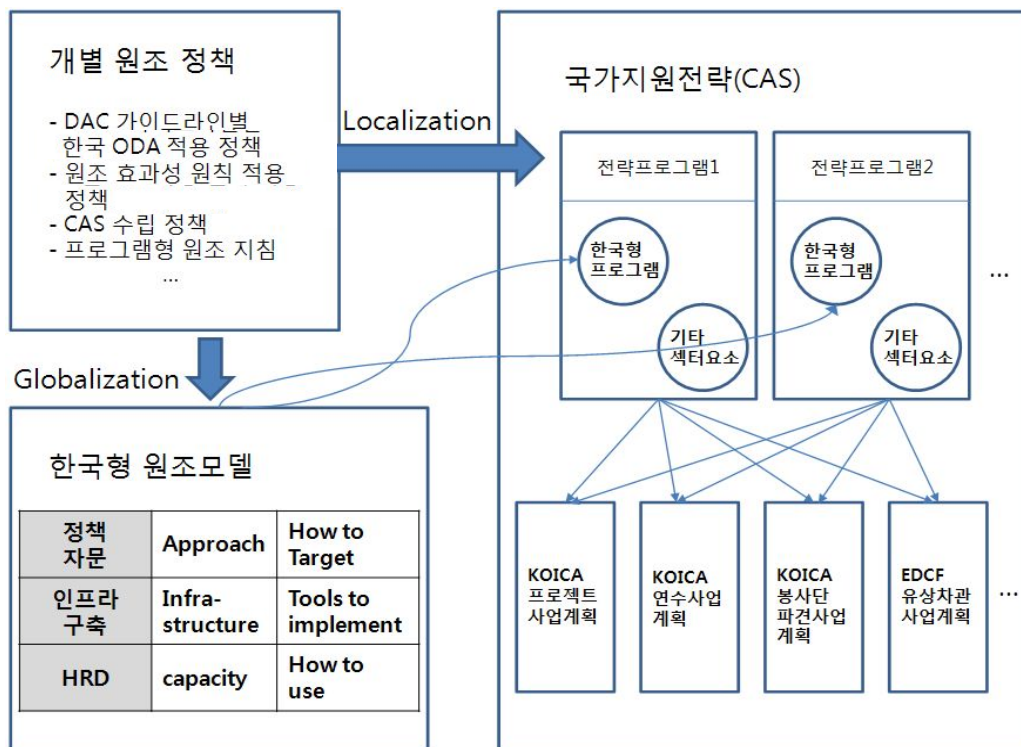 개별 원조 정책
- DAC 가이드라인별
한국 ODA 적용 정책
- 원조 효과성 원칙 적용
정책
- CAS 수립 정책
- 프로그램형 원조 지침
...
Localization
Globalization
한국형 원조모델
정책
자문
Approach
How to
Target
인프라
구축
Infra-
structure
Tools to
implement
HRD
capacity
How to
use
국가지원전략(CAS)
전략프로그램1
한국형
프로그램
기타
섹터요소
전략프로그램2
한국형
프로그램
기타
섹터요소
...
KOICA
프로젝트
사업계획
KOICA
연수사업
계획
KOICA
봉사단
파견사업
계획
EDCF
유상차관
사업계획
...